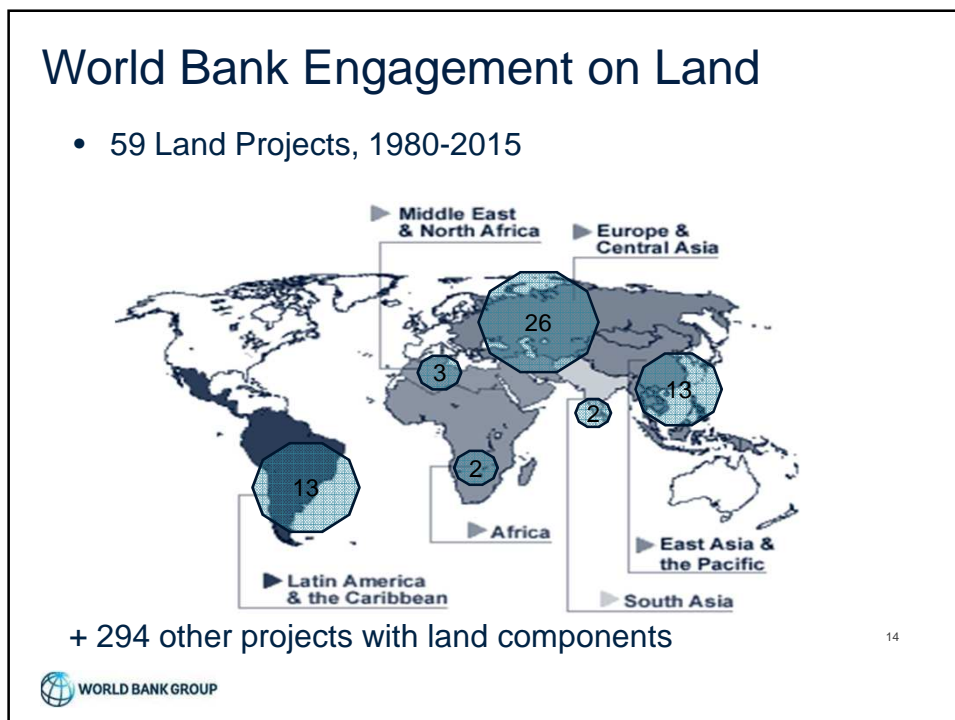 World Bank Engagement on Land
• 59 Land Projects, 1980-2015
Middle East
& North Africa
Europe &
Central Asia
26
3
13
2
2
13
Africa
East Asia &
the Pacific
Latin America
& the Caribbean
South Asia
+ 294 other projects with land components
14
WORLD BANK GROUP